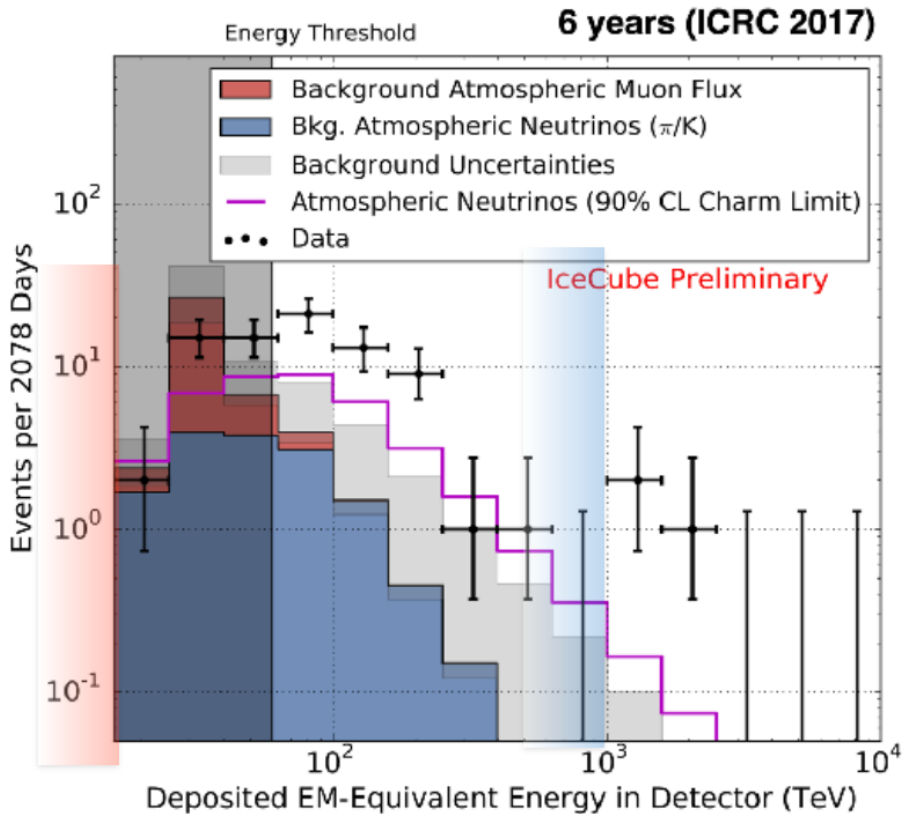 6 years (ICRC 2017)
Energy Threshold
Background Atmospheric Muon Flux
Bkg. Atmospheric Neutrinos (π/K)
Background Uncertainties
Atmospheric Neutrinos (90% CL Charm Limit)
Data
IceCube Preliminary
Events per 2078 Days
10²
10¹
10⁰
10⁻¹
10² 10³ 10⁴
Deposited EM-Equivalent Energy in Detector (TeV)